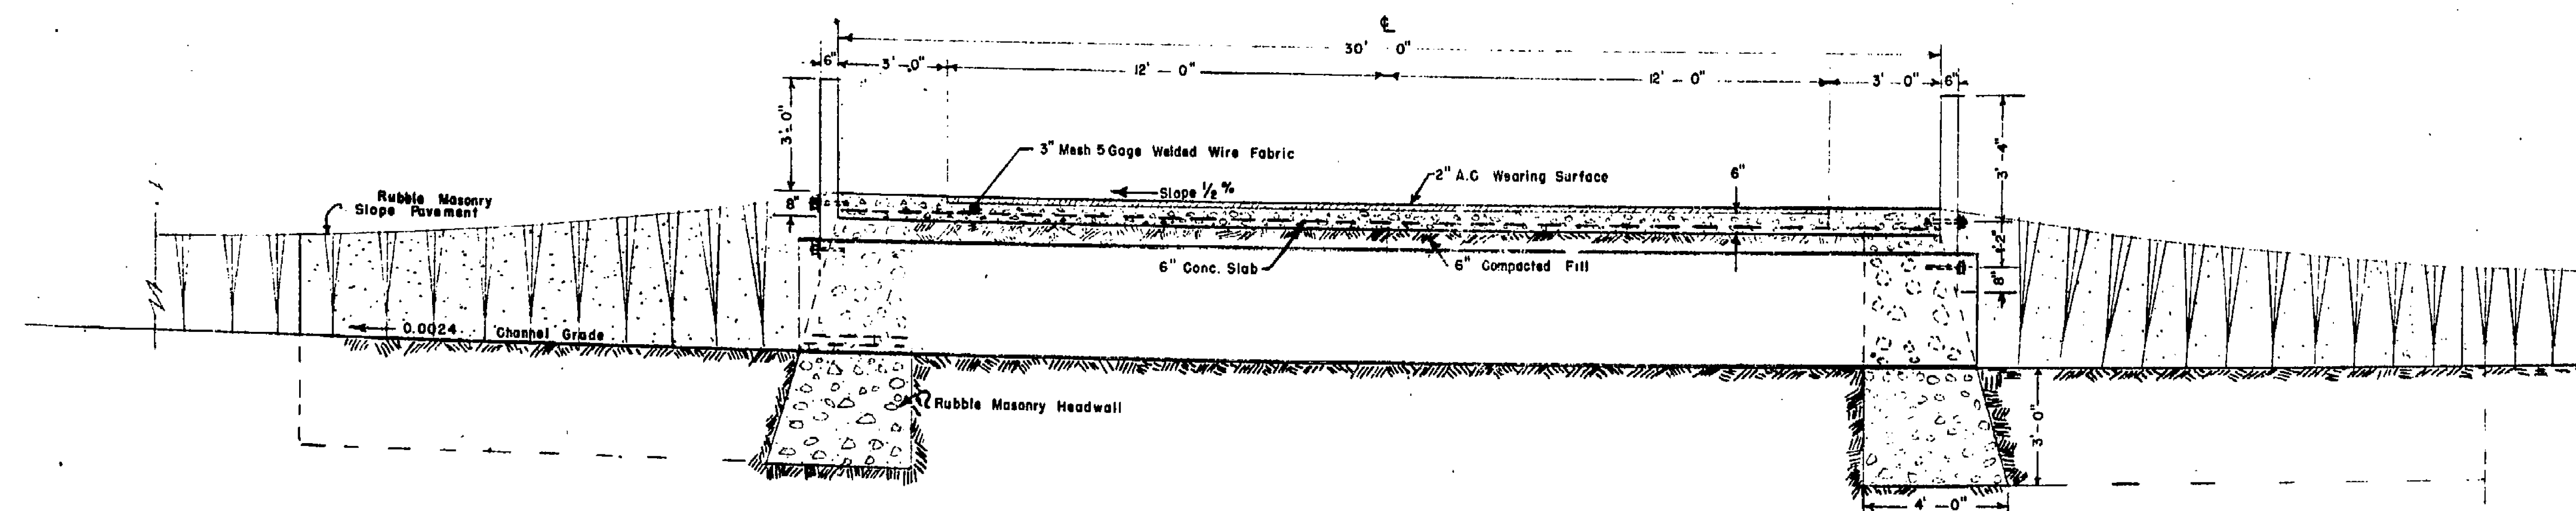 ℄
30' - 0"
6" 3'-0" 12' - 0" 12' - 0" 3' - 0" 6"
3'-0"
3" Mesh 5 Gage Welded Wire Fabric
2" A.C Wearing Surface
6"
3'-4"
Slope 1/2 %
Rubble Masonry
Slope Pavement
8"
1'-2"
6" Conc. Slab
6" Compacted Fill
8"
0.0024 Channel Grade
Rubble Masonry Headwall
3'-0"
4' - 0"